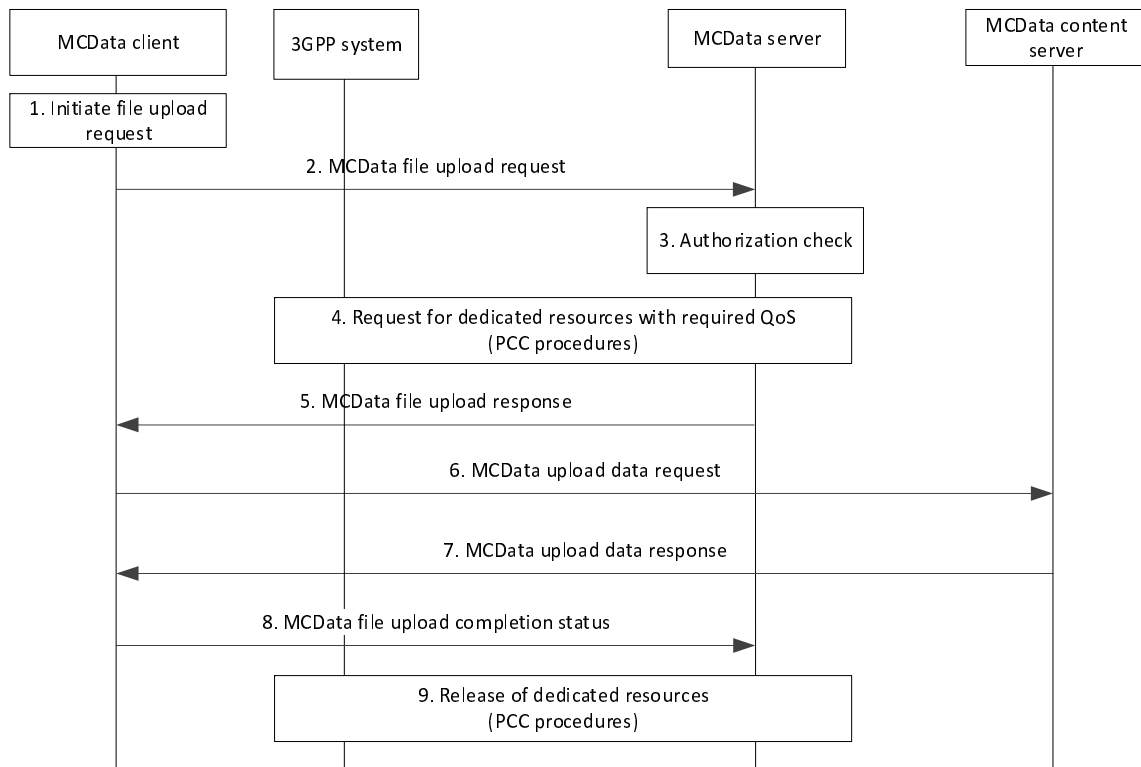 MCData client
3GPP system
MCData server
MCData content
server
1. Initiate file upload
request
2. MCData file upload request
3. Authorization check
4. Request for dedicated resources with required QoS
(PCC procedures)
5. MCData file upload response
6. MCData upload data request
7. MCData upload data response
8. MCData file upload completion status
9. Release of dedicated resources
(PCC procedures)